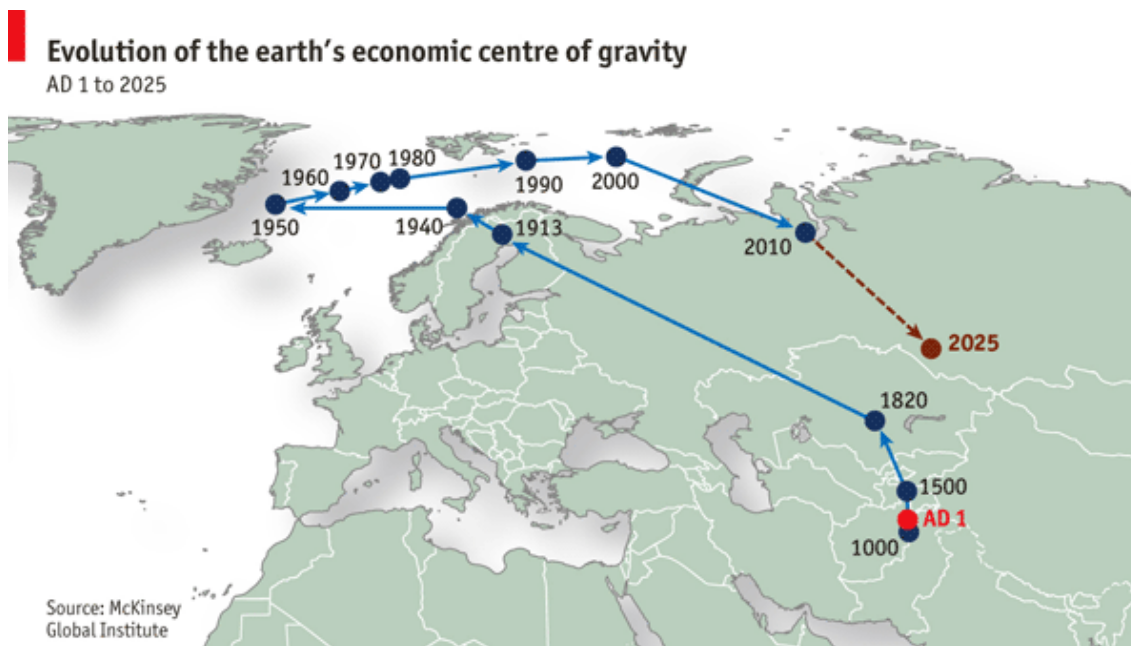 Evolution of the earth's economic centre of gravity
AD 1 to 2025
1970
1980
1960
1990
2000
1950
1940
1913
2010
2025
1820
1500
AD 1
1000
Source: McKinsey
Global Institute